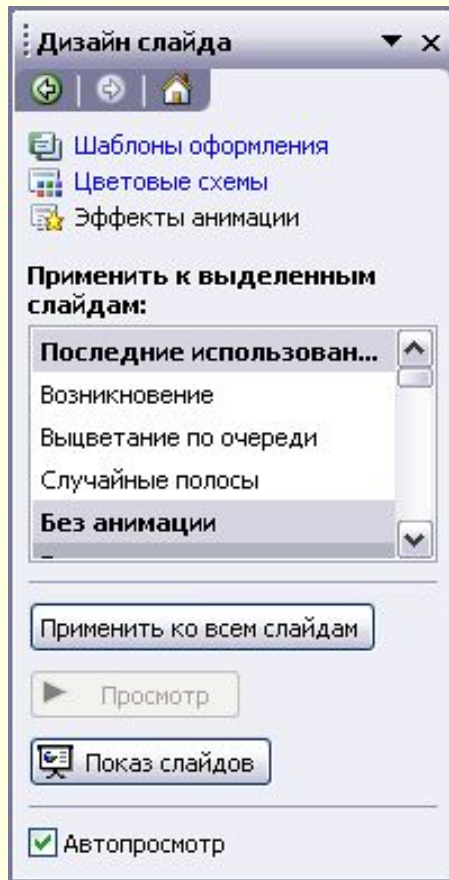 Дизайн слайда
Шаблоны оформления
Цветовые схемы
Эффекты анимации
Применить к выделенным
слайдам:
Последние использован...
Возникновение
Выцветание по очереди
Случайные полосы
Без анимации
Применить ко всем слайдам
Просмотр
Показ слайдов
Автопросмотр